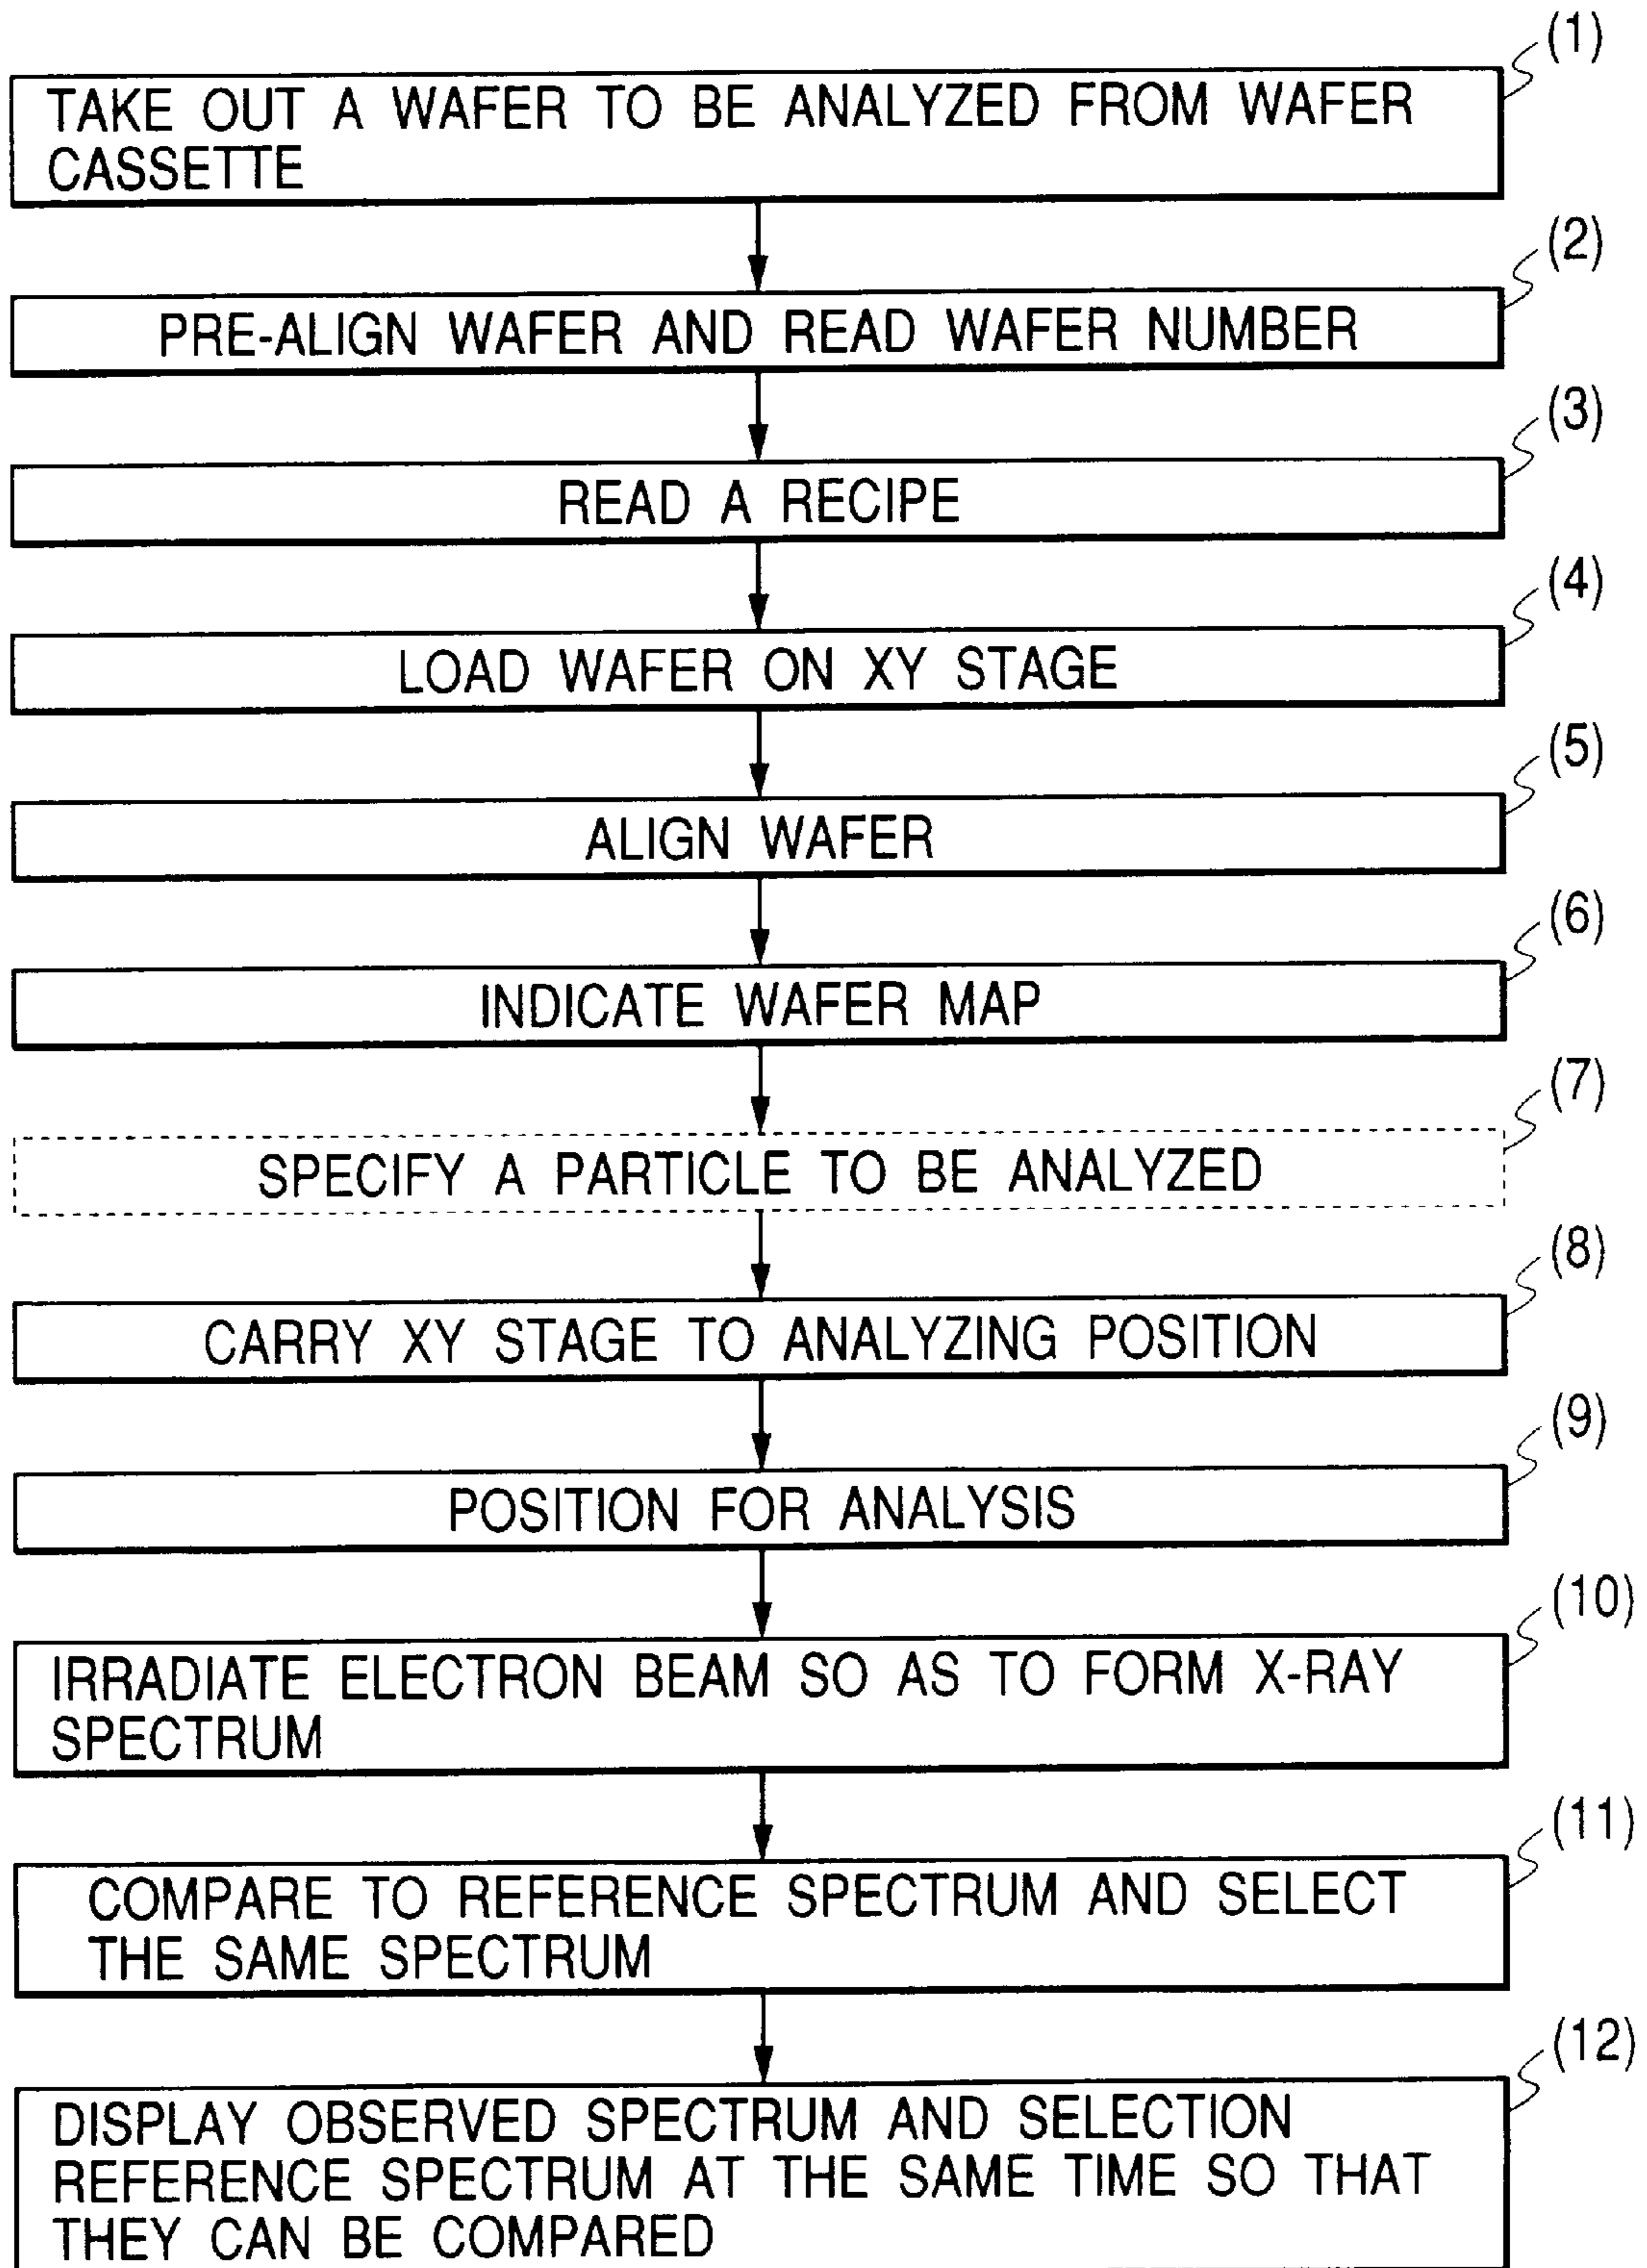 (1)
TAKE OUT A WAFER TO BE ANALYZED FROM WAFER
CASSETTE
(2)
PRE-ALIGN WAFER AND READ WAFER NUMBER
(3)
READ A RECIPE
(4)
LOAD WAFER ON XY STAGE
(5)
ALIGN WAFER
(6)
INDICATE WAFER MAP
(7)
SPECIFY A PARTICLE TO BE ANALYZED
(8)
CARRY XY STAGE TO ANALYZING POSITION
(9)
POSITION FOR ANALYSIS
(10)
IRRADIATE ELECTRON BEAM SO AS TO FORM X-RAY
SPECTRUM
(11)
COMPARE TO REFERENCE SPECTRUM AND SELECT
THE SAME SPECTRUM
(12)
DISPLAY OBSERVED SPECTRUM AND SELECTION
REFERENCE SPECTRUM AT THE SAME TIME SO THAT
THEY CAN BE COMPARED